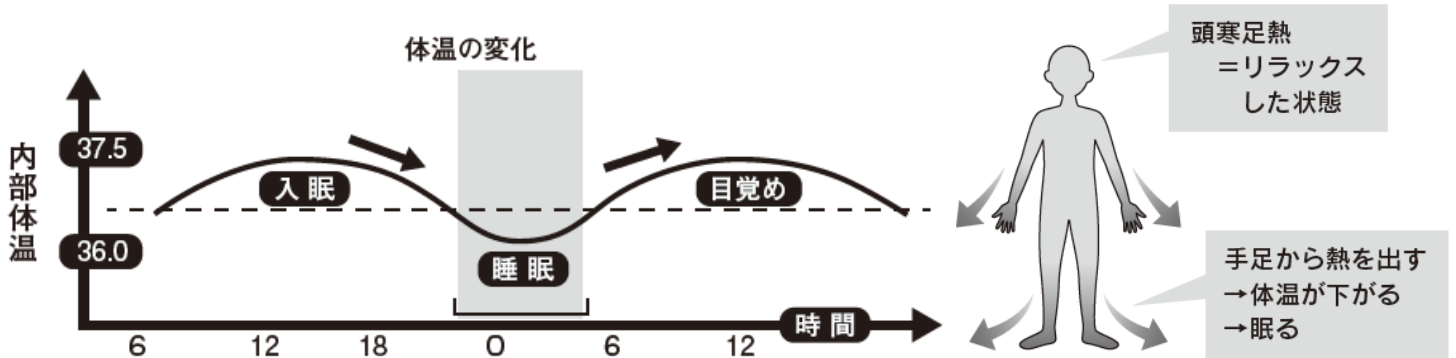 体温の変化
内部体温
37.5
36.0
入眠
睡眠
目覚め
時間
6 12 18 0 6 12
頭寒足熱
=リラックス
した状態
手足から熱を出す
→体温が下がる
→眠る